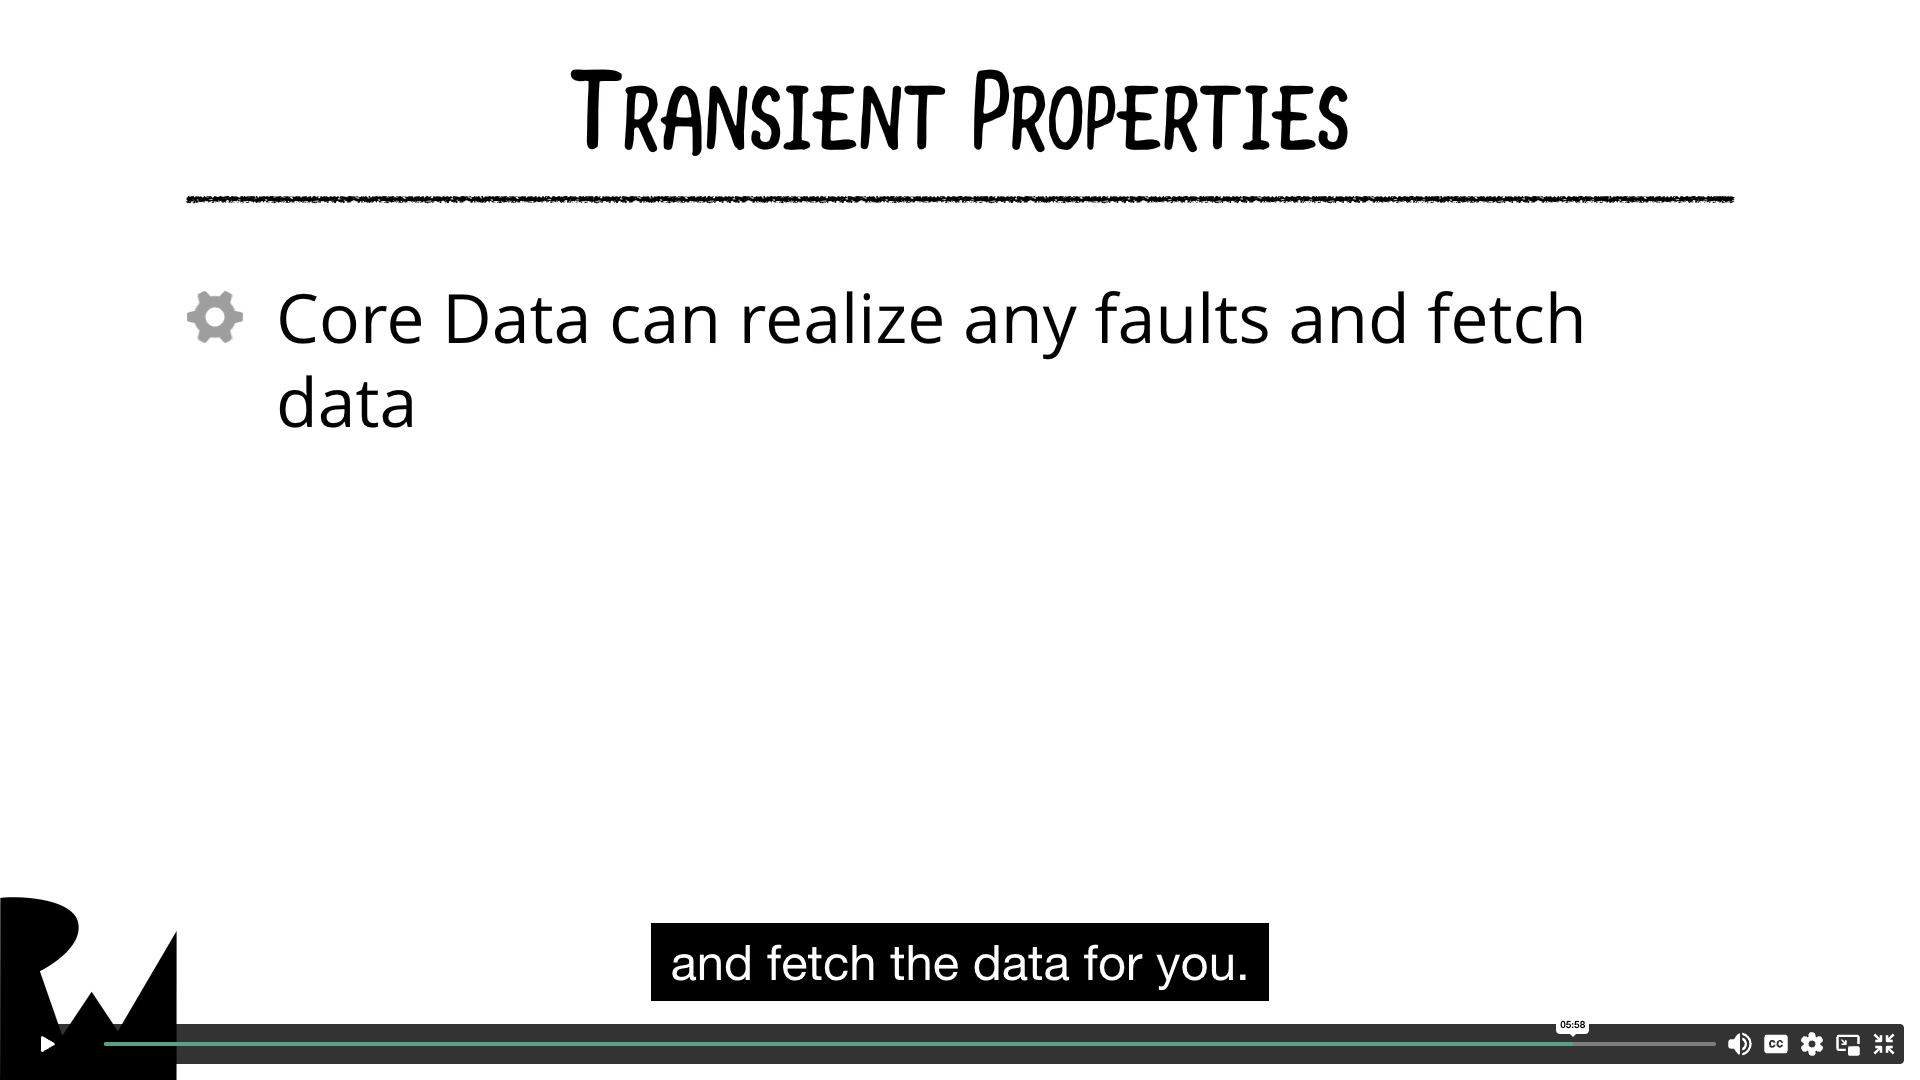 Transient Properties
Core Data can realize any faults and fetch
data
and fetch the data for you.
05:58
CC